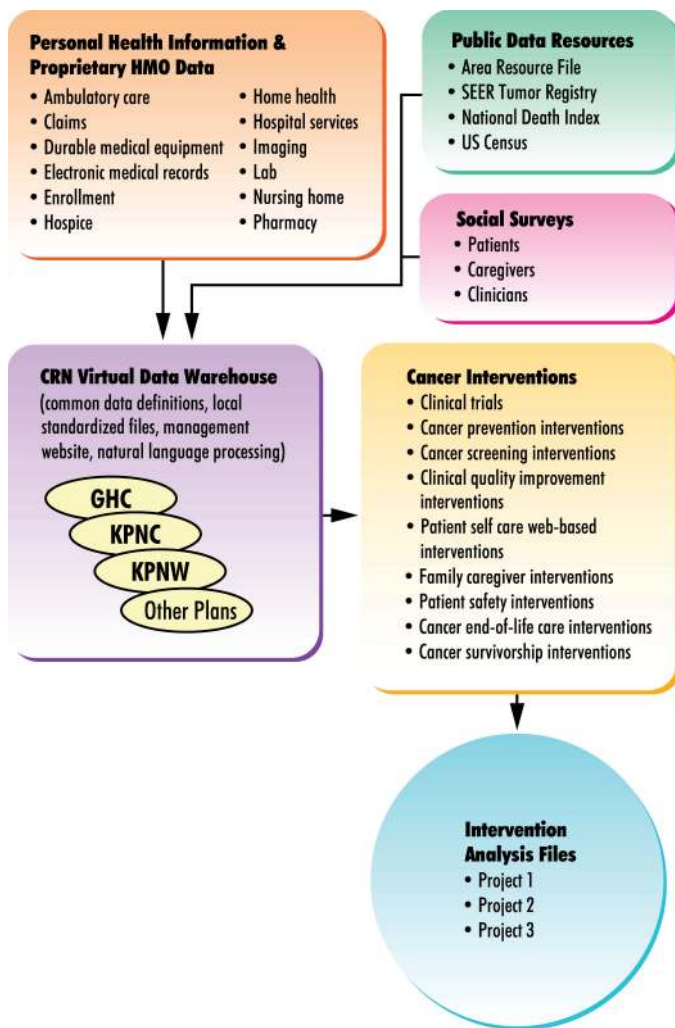 Personal Health Information &
Proprietary HMO Data
• Ambulatory care
• Claims
• Durable medical equipment
• Electronic medical records
• Enrollment
• Hospice
• Home health
• Hospital services
• Imaging
• Lab
• Nursing home
• Pharmacy
Public Data Resources
• Area Resource File
• SEER Tumor Registry
• National Death Index
• US Census
Social Surveys
• Patients
• Caregivers
• Clinicians
CRN Virtual Data Warehouse
(common data definitions, local
standardized files, management
website, natural language processing)
GHC
KPNC
KPNW
Other Plans
Cancer Interventions
• Clinical trials
• Cancer prevention interventions
• Cancer screening interventions
• Clinical quality improvement
interventions
• Patient self care web-based
interventions
• Family caregiver interventions
• Patient safety interventions
• Cancer end-of-life care interventions
• Cancer survivorship interventions
Intervention
Analysis Files
• Project 1
• Project 2
• Project 3